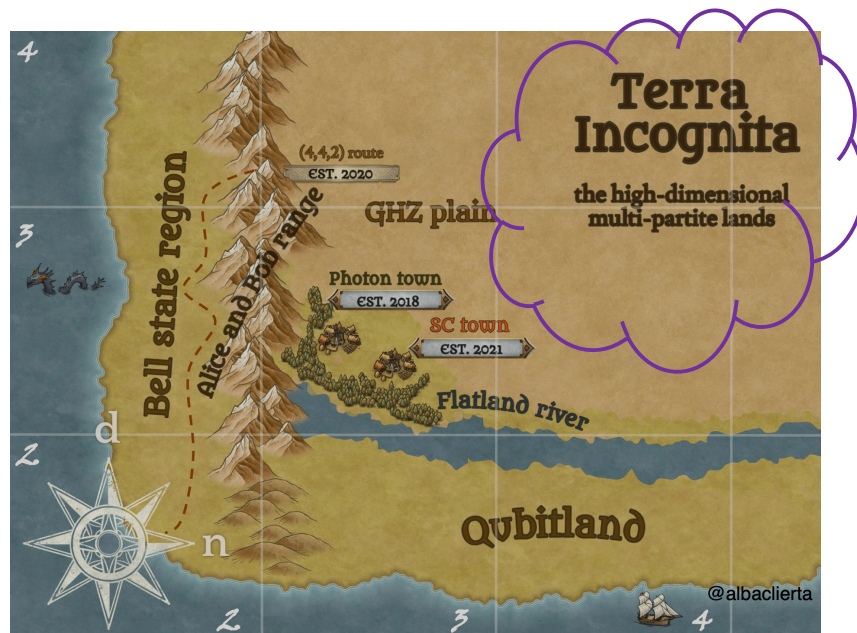 4
Terra
Incognita
the high-dimensional
multi-partite lands
(4,4,2) route
EST. 2020
GHZ plain
3
Bell state region
Alice and Bob range
Photon town
EST. 2018
SC town
EST. 2021
Flatland river
d
2
Qubitland
n
@albaclierta
2
3
4